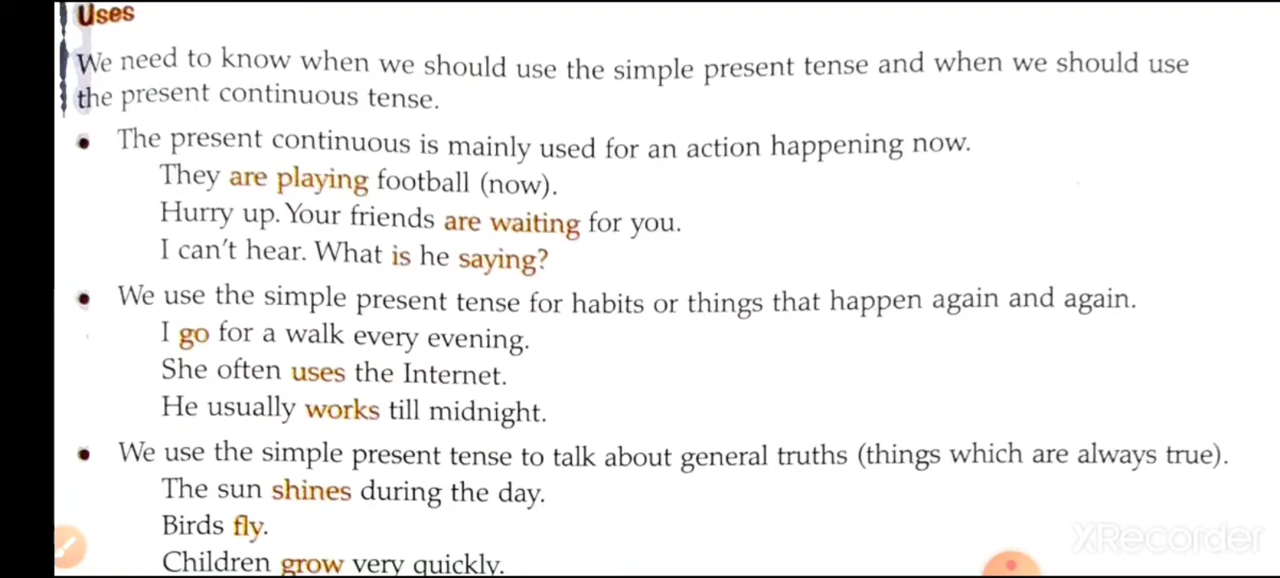 Uses
We need to know when we should use the simple present tense and when we should use
the present continuous tense.
• The present continuous is mainly used for an action happening now.
They are playing football (now).
Hurry up. Your friends are waiting for you.
I can't hear. What is he saying?
• We use the simple present tense for habits or things that happen again and again.
I go for a walk every evening.
She often uses the Internet.
He usually works till midnight.
• We use the simple present tense to talk about general truths (things which are always true).
The sun shines during the day.
Birds fly.
Children grow very quickly.
XRecorder